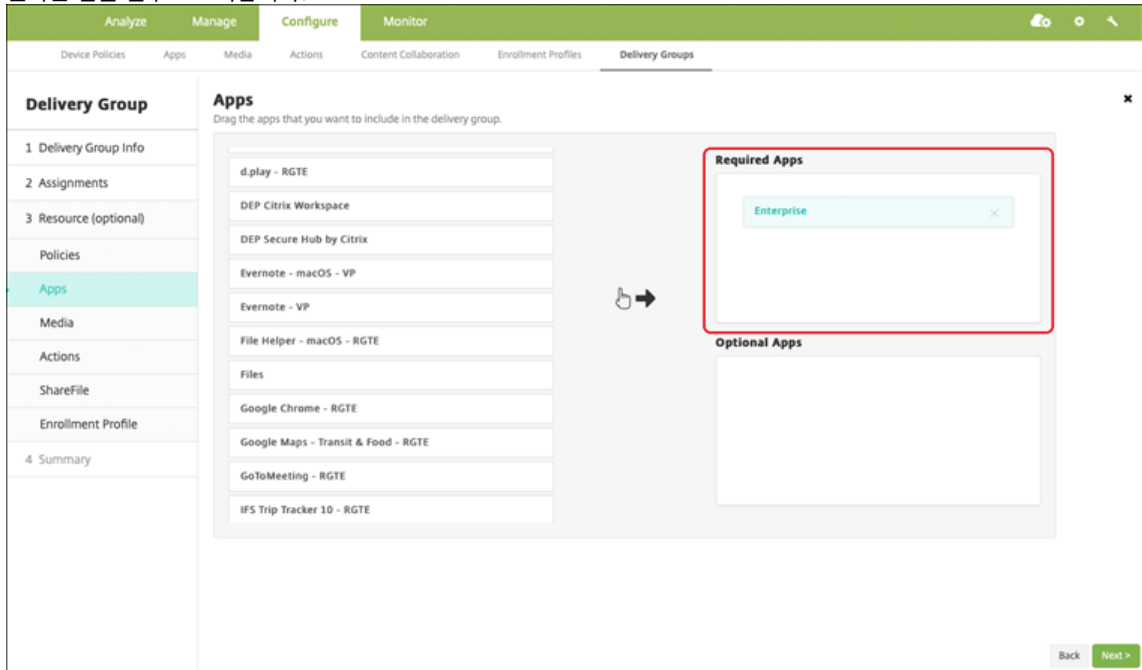 Analyze Manage Configure Monitor
Device Policies Apps Media Actions Content Collaboration Enrollment Profiles Delivery Groups
Delivery Group
1 Delivery Group Info
2 Assignments
3 Resource (optional)
Policies
Apps
Media
Actions
ShareFile
Enrollment Profile
4 Summary
Apps
Drag the apps that you want to include in the delivery group.
d.play - RGTE
DEP Citrix Workspace
DEP Secure Hub by Citrix
Evernote - macOS - VP
Evernote - VP
File Helper - macOS - RGTE
Files
Google Chrome - RGTE
Google Maps - Transit & Food - RGTE
GoToMeeting - RGTE
IFS Trip Tracker 10 - RGTE
Required Apps
Enterprise
Optional Apps
Back Next >